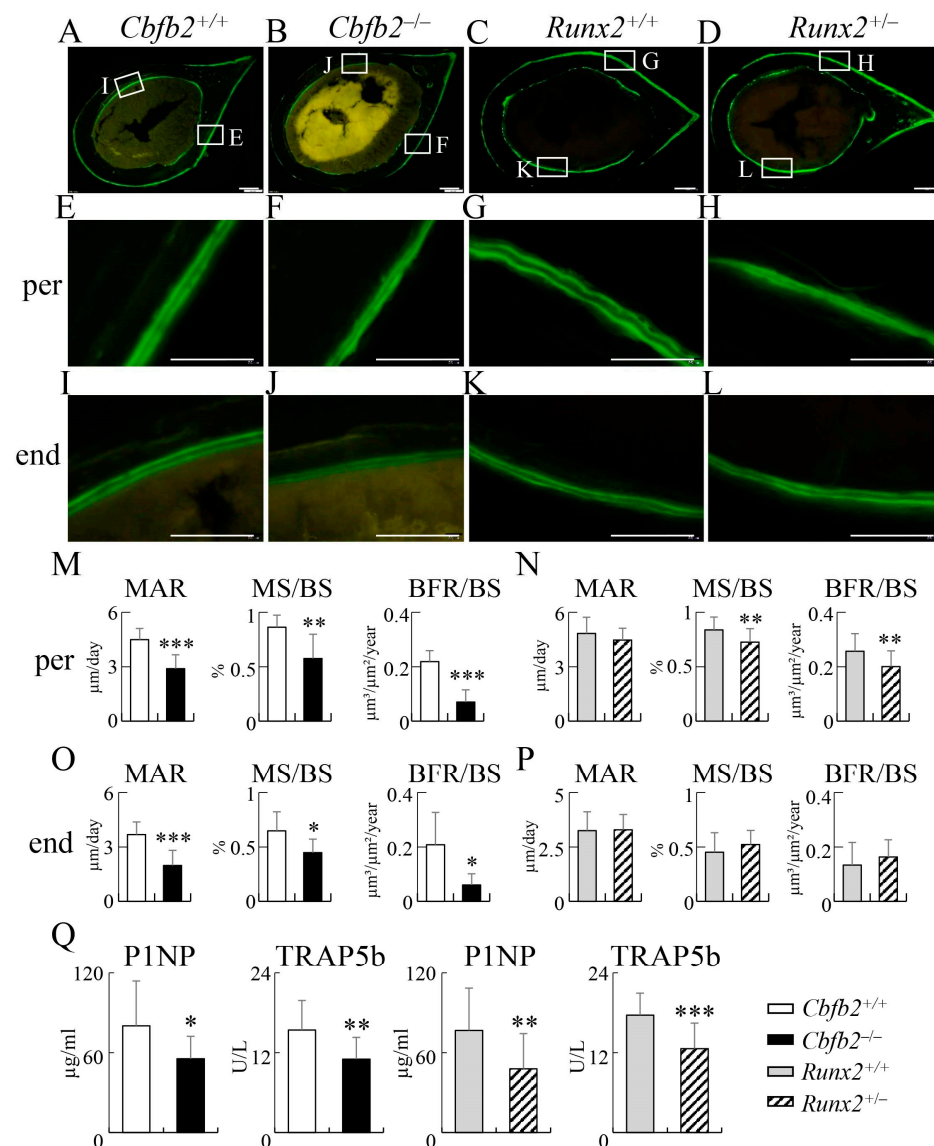 A Cbfb2+/+ B Cbfb2–/– C Runx2+/+ D Runx2+/–
I E J F G K H L
E F G H
per
I J K L
end
M N
MAR MS/BS BFR/BS MAR MS/BS BFR/BS
per
6 3 0 μm/day ***
1 0.5 0 % **
0.4 0.2 0 μm³/μm²/year ***
6 3 0 μm/day
1 0.5 0 % **
0.4 0.2 0 μm³/μm²/year **
O P
MAR MS/BS BFR/BS MAR MS/BS BFR/BS
end
6 3 0 μm/day ***
1 0.5 0 % *
0.4 0.2 0 μm³/μm²/year *
5 2.5 0 μm/day
1 0.5 0 %
0.4 0.2 0 μm³/μm²/year
Q
P1NP TRAP5b P1NP TRAP5b
120 60 0 μg/ml *
24 12 0 U/L **
120 60 0 μg/ml **
24 12 0 U/L ***
Cbfb2+/+
Cbfb2–/–
Runx2+/+
Runx2+/–